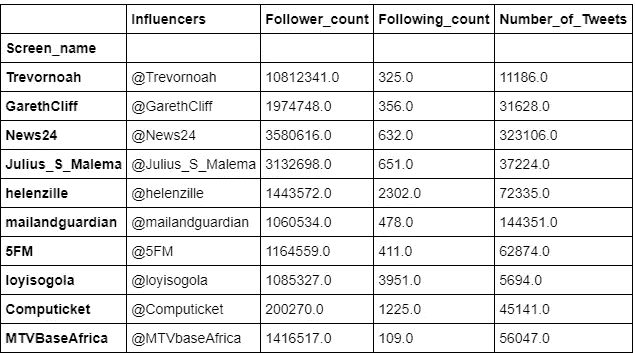 Influencers Follower_count Following_count Number_of_Tweets
Screen_name
Trevornoah @Trevornoah 10812341.0 325.0 11186.0
GarethCliff @GarethCliff 1974748.0 356.0 31628.0
News24 @News24 3580616.0 632.0 323106.0
Julius_S_Malema @Julius_S_Malema 3132698.0 651.0 37224.0
helenzille @helenzille 1443572.0 2302.0 72335.0
mailandguardian @mailandguardian 1060534.0 478.0 144351.0
5FM @5FM 1164559.0 411.0 62874.0
loyisogola @loyisogola 1085327.0 3951.0 5694.0
Computicket @Computicket 200270.0 1225.0 45141.0
MTVBaseAfrica @MTVbaseAfrica 1416517.0 109.0 56047.0